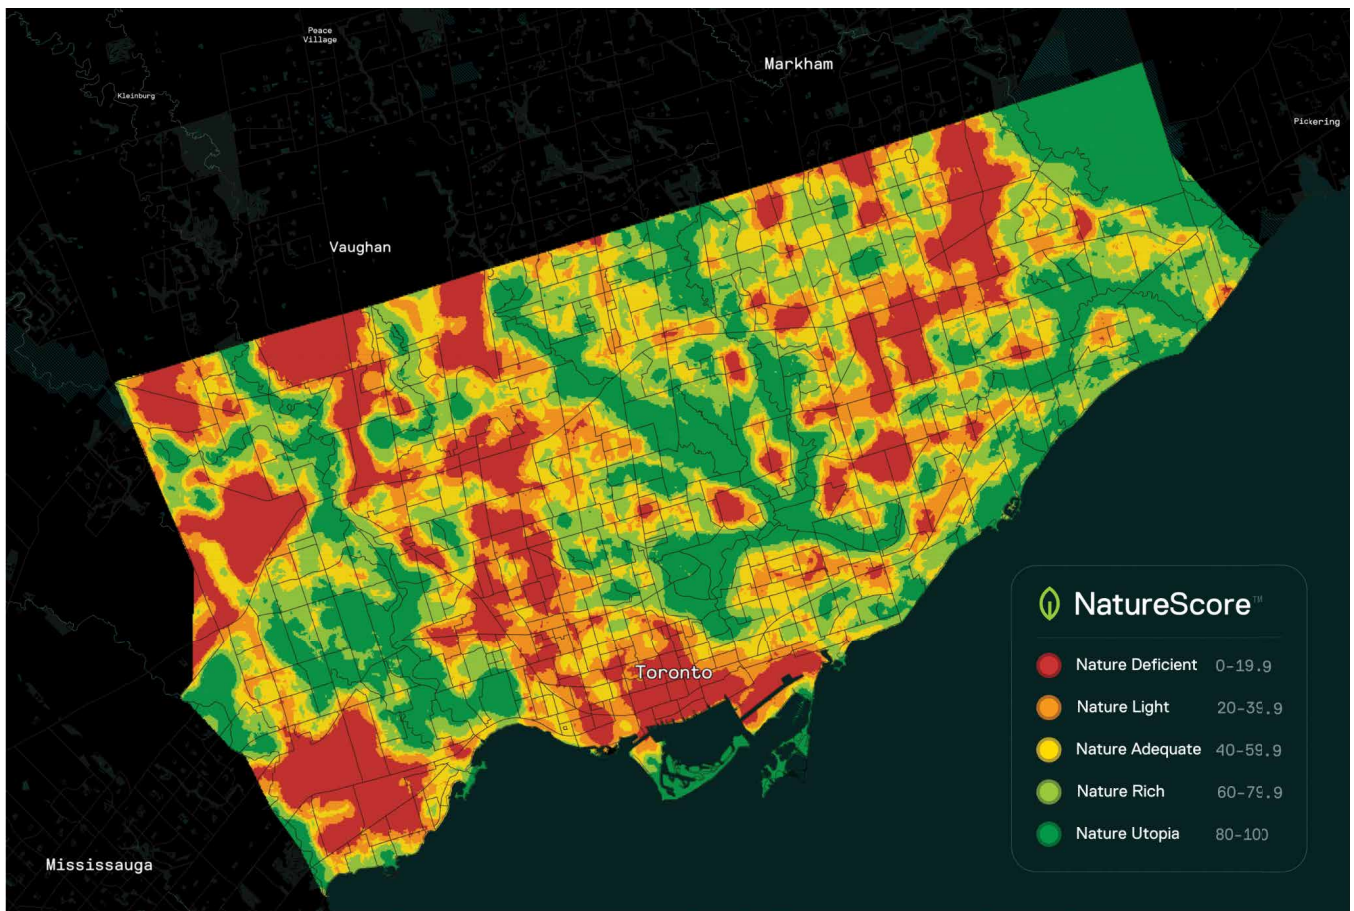 Peace
Village
Markham
Kleinburg
Pickering
Vaughan
NatureScore™
Nature Deficient 0-19.9
Toronto
Nature Light 20-39.9
Nature Adequate 40-59.9
Nature Rich 60-79.9
Nature Utopia 80-100
Mississauga